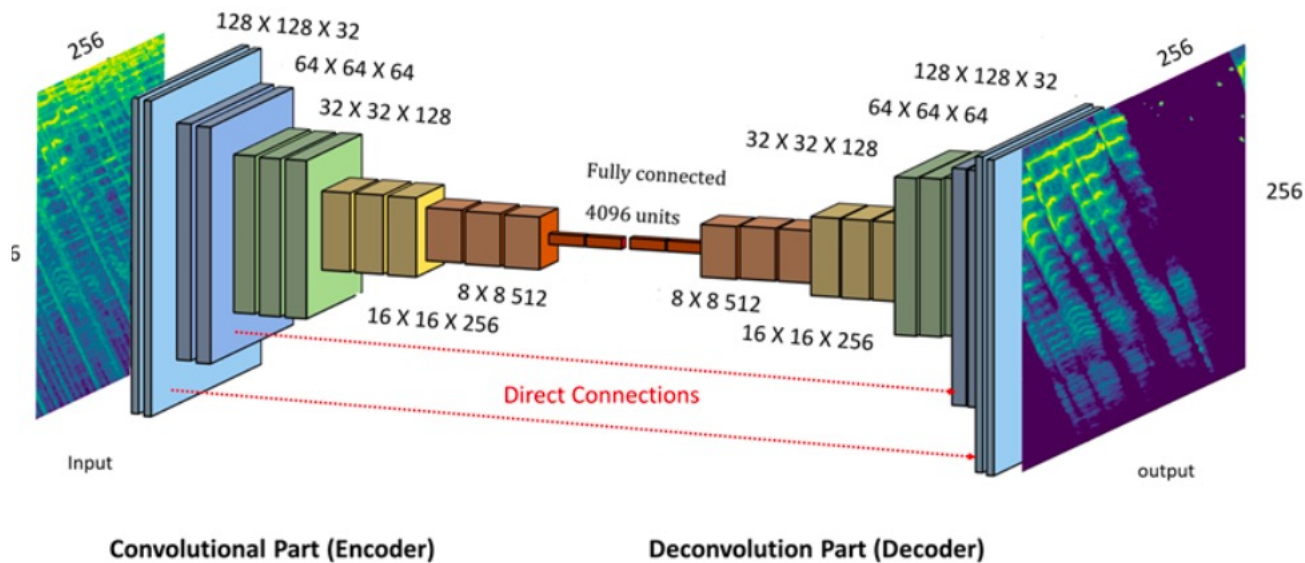 256
128 X 128 X 32
64 X 64 X 64
32 X 32 X 128
16 X 16 X 256
8 X 8 512
Fully connected
4096 units
8 X 8 512
16 X 16 X 256
32 X 32 X 128
64 X 64 X 64
128 X 128 X 32
256
256
6
Direct Connections
Input
output
Convolutional Part (Encoder)
Deconvolution Part (Decoder)